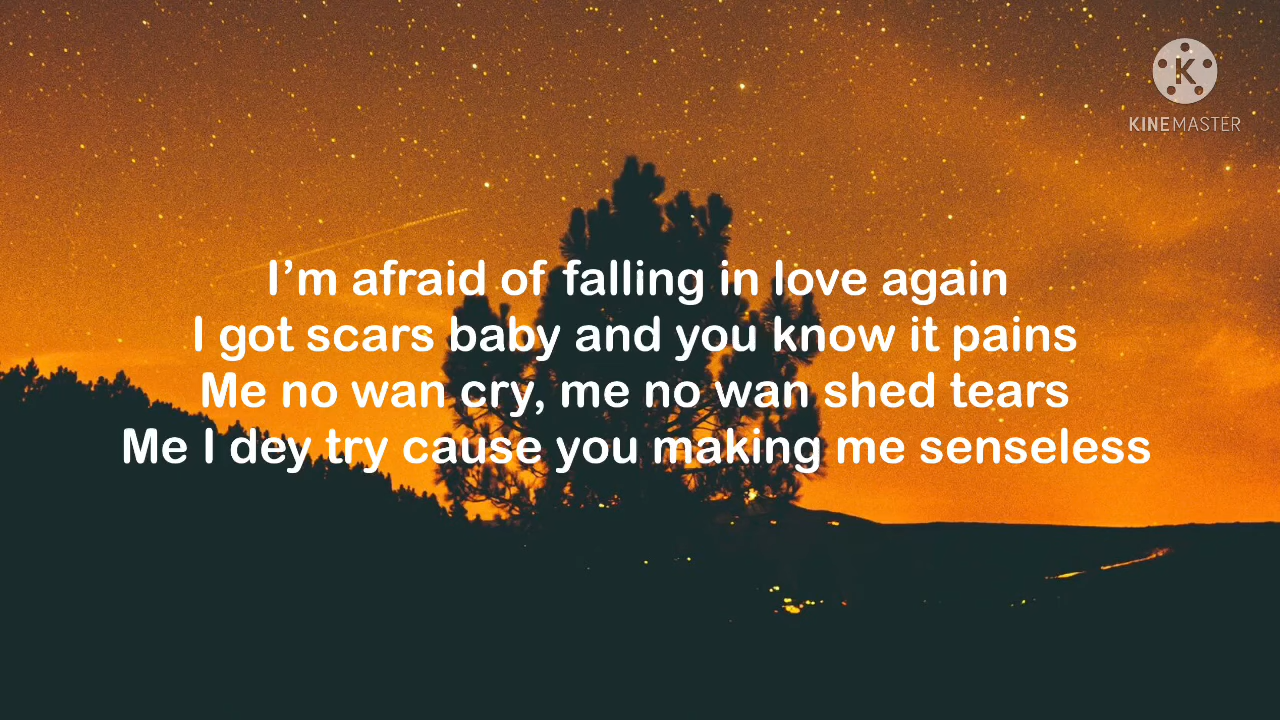 KINEMASTER
I'm afraid of falling in love again
I got scars baby and you know it pains
Me no wan cry, me no wan shed tears
Me I dey try cause you making me senseless